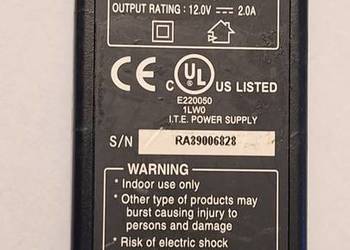 OUTPUT RATING: 12.0V ⎓ 2.0A
CE C UL US LISTED
E220050
1LW0
I.T.E. POWER SUPPLY
S/N RA89006828
WARNING
* Indoor use only
* Other type of products may
burst causing injury to
persons and damage
* Risk of electric shock